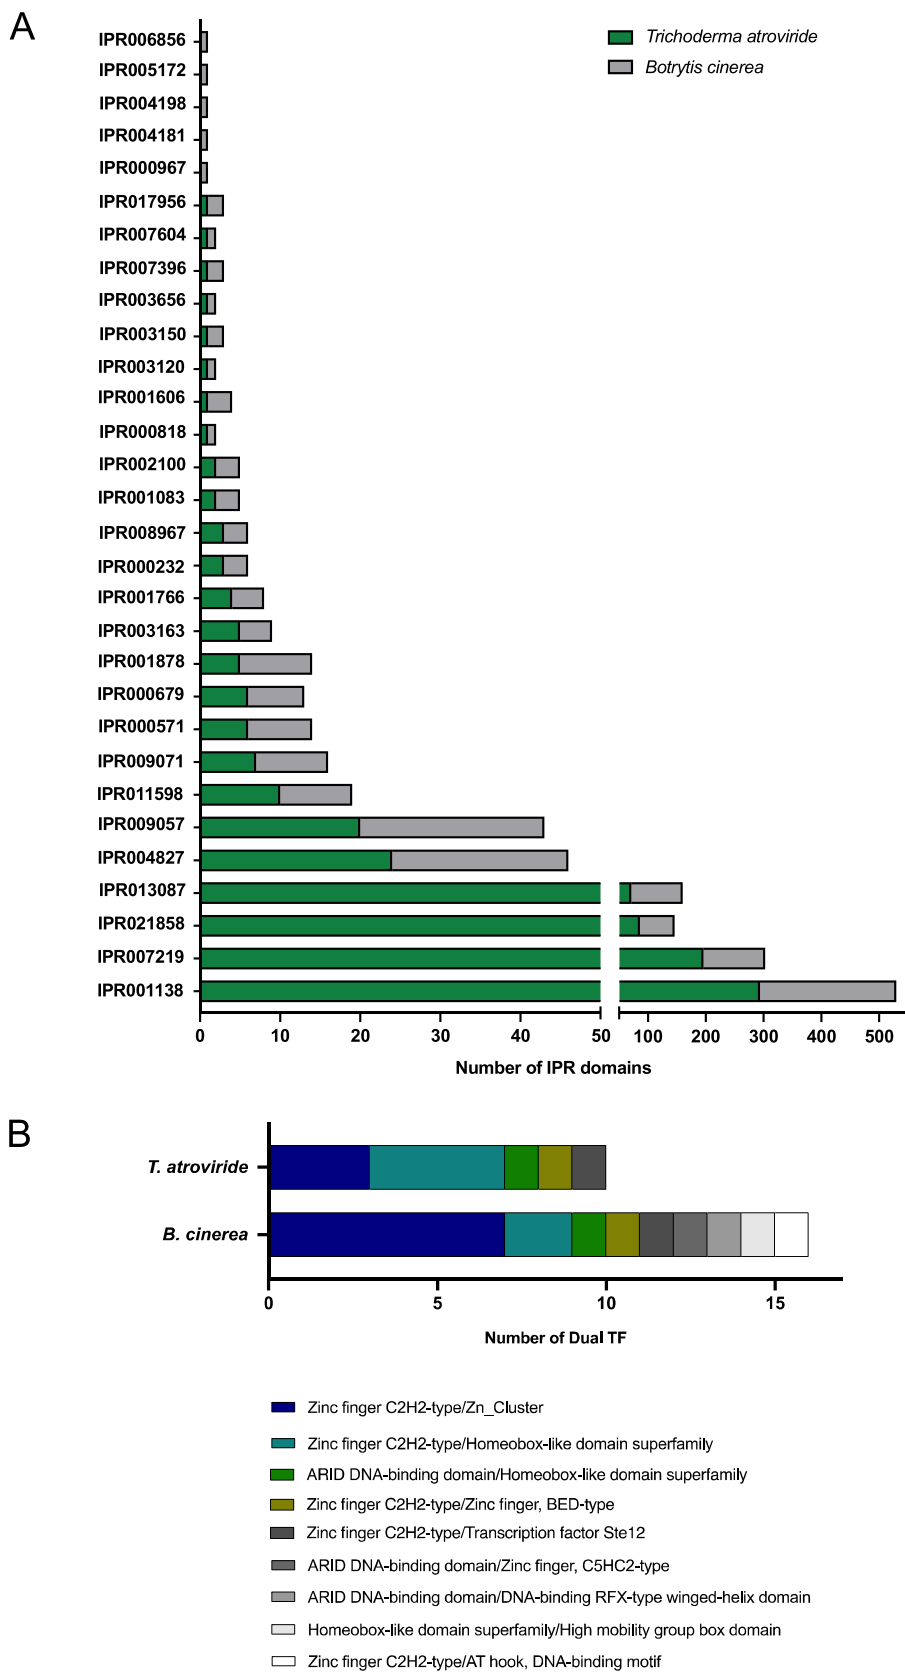 A
Trichoderma atroviride
Botrytis cinerea
IPR006856
IPR005172
IPR004198
IPR004181
IPR000967
IPR017956
IPR007604
IPR007396
IPR003656
IPR003150
IPR003120
IPR001606
IPR000818
IPR002100
IPR001083
IPR008967
IPR000232
IPR001766
IPR003163
IPR001878
IPR000679
IPR000571
IPR009071
IPR011598
IPR009057
IPR004827
IPR013087
IPR021858
IPR007219
IPR001138
0 10 20 30 40 50 100 200 300 400 500
Number of IPR domains
B
T. atroviride
B. cinerea
0 5 10 15
Number of Dual TF
Zinc finger C2H2-type/Zn_Cluster
Zinc finger C2H2-type/Homeobox-like domain superfamily
ARID DNA-binding domain/Homeobox-like domain superfamily
Zinc finger C2H2-type/Zinc finger, BED-type
Zinc finger C2H2-type/Transcription factor Ste12
ARID DNA-binding domain/Zinc finger, C5HC2-type
ARID DNA-binding domain/DNA-binding RFX-type winged-helix domain
Homeobox-like domain superfamily/High mobility group box domain
Zinc finger C2H2-type/AT hook, DNA-binding motif